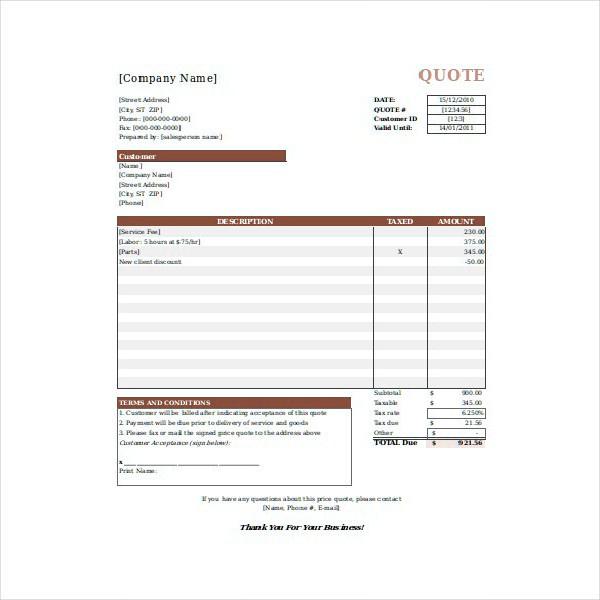 QUOTE
[Company Name]
[Street Address]
[City, ST ZIP]
Phone: [000-000-0000]
Fax: [000-000-0000]
Prepared by: [salesperson name]
DATE: 15/12/2010
QUOTE # [123456]
Customer ID [123]
Valid Until: 14/01/2011
Customer
[Name]
[Company Name]
[Street Address]
[City, ST ZIP]
[Phone]
DESCRIPTION TAXED AMOUNT
[Service Fee] 230.00
[Labor: 5 hours at $75/hr] 375.00
[Parts] X 345.00
New client discount -50.00
Subtotal $ 900.00
Taxable $ 345.00
Tax rate 6.250%
Tax due $ 21.56
Other $ -
TOTAL Due $ 921.56
TERMS AND CONDITIONS
1. Customer will be billed after indicating acceptance of this quote
2. Payment will be due prior to delivery of service and goods
3. Please fax or mail the signed price quote to the address above
Customer Acceptance (sign below):
x
Print Name:
If you have any questions about this price quote, please contact
[Name, Phone #, E-mail]
Thank You For Your Business!